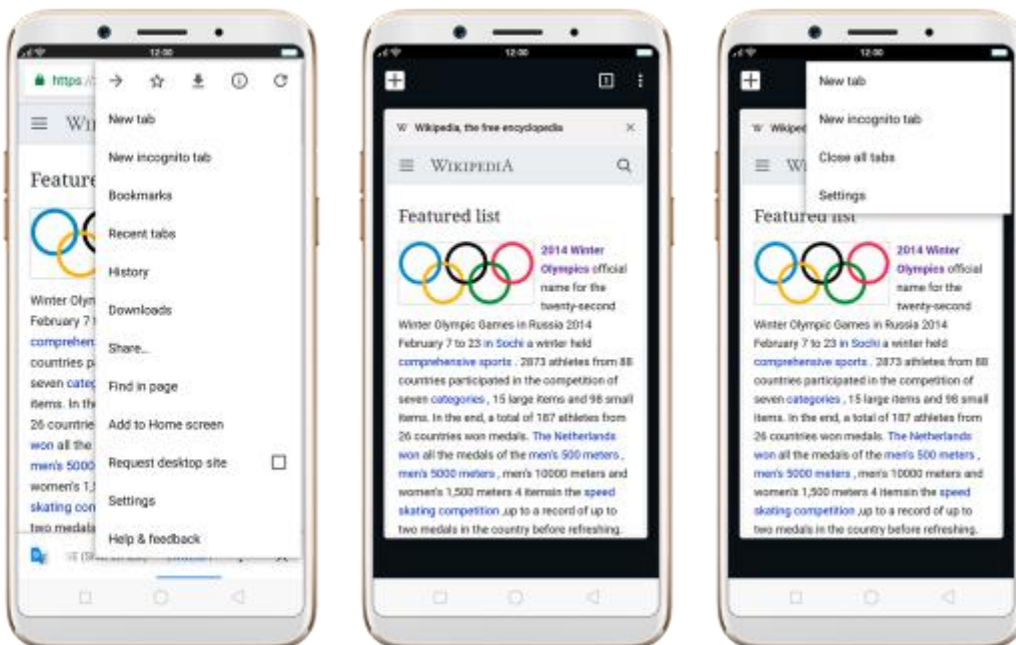 12:00
https:/
New tab
New incognito tab
Bookmarks
Recent tabs
History
Downloads
Share...
Find in page
Add to Home screen
Request desktop site
Settings
Help & feedback
Winter Olym
February 7
countries
seven
items. In the
26 countrie
won all the
men's 5000
women's 1,5
skating con
two medals
12:00
1
W Wikipedia, the free encyclopedia
WIKIPEDIA
Featured list
2014 Winter
Olympics official
name for the
twenty-second
Winter Olympic Games in Russia 2014
February 7 to 23 in Sochi a winter held
comprehensive sports . 2873 athletes from 88
countries participated in the competition of
seven categories , 15 large items and 98 small
items. In the end, a total of 187 athletes from
26 countries won medals. The Netherlands
won all the medals of the men's 500 meters ,
men's 5000 meters , men's 10000 meters and
women's 1,500 meters 4 itemsin the speed
skating competition ,up to a record of up to
two medals in the country before refreshing.
12:00
New tab
New incognito tab
Close all tabs
Settings
W Wikiped
Featured list
2014 Winter
Olympics official
name for the
twenty-second
Winter Olympic Games in Russia 2014
February 7 to 23 in Sochi a winter held
comprehensive sports . 2873 athletes from 88
countries participated in the competition of
seven categories , 15 large items and 98 small
items. In the end, a total of 187 athletes from
26 countries won medals. The Netherlands
won all the medals of the men's 500 meters ,
men's 5000 meters , men's 10000 meters and
women's 1,500 meters 4 itemsin the speed
skating competition ,up to a record of up to
two medals in the country before refreshing.